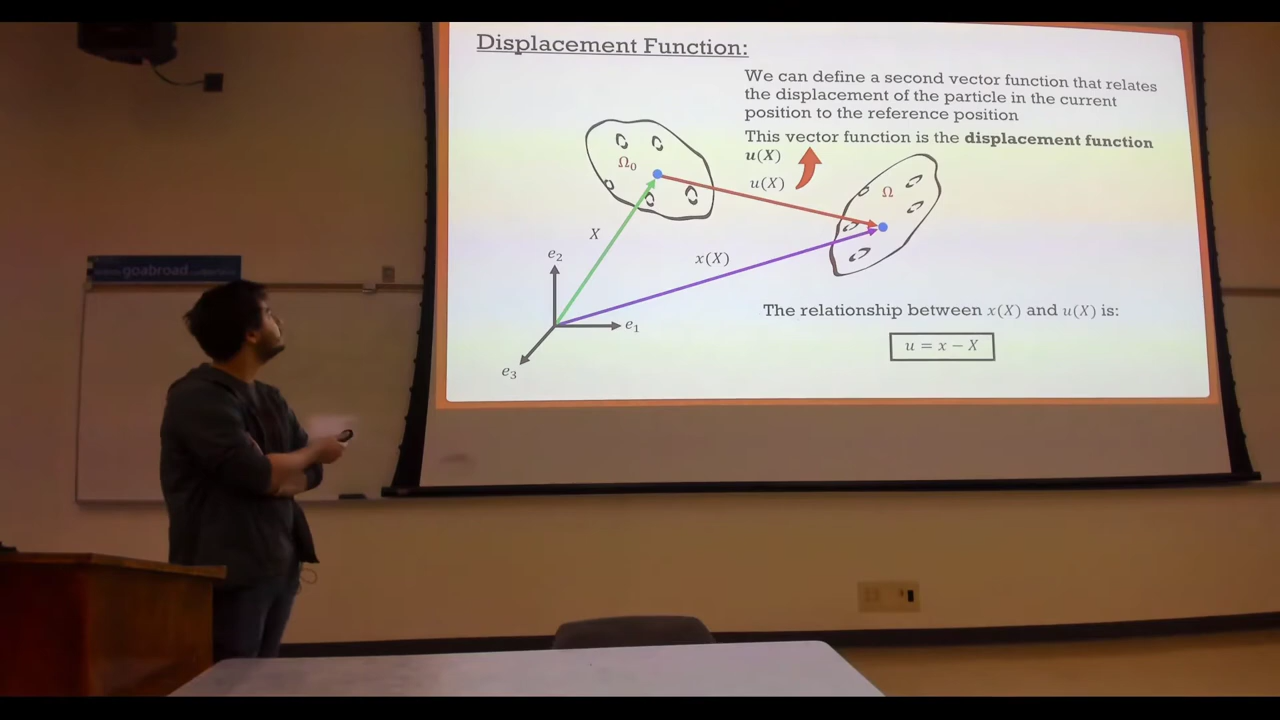 Displacement Function:
We can define a second vector function that relates
the displacement of the particle in the current
position to the reference position
This vector function is the displacement function
u(X)
u(X)
Ω₀
Ω
X
x(X)
e₂
e₁
e₃
The relationship between x(X) and u(X) is:
u = x − X
goabroad